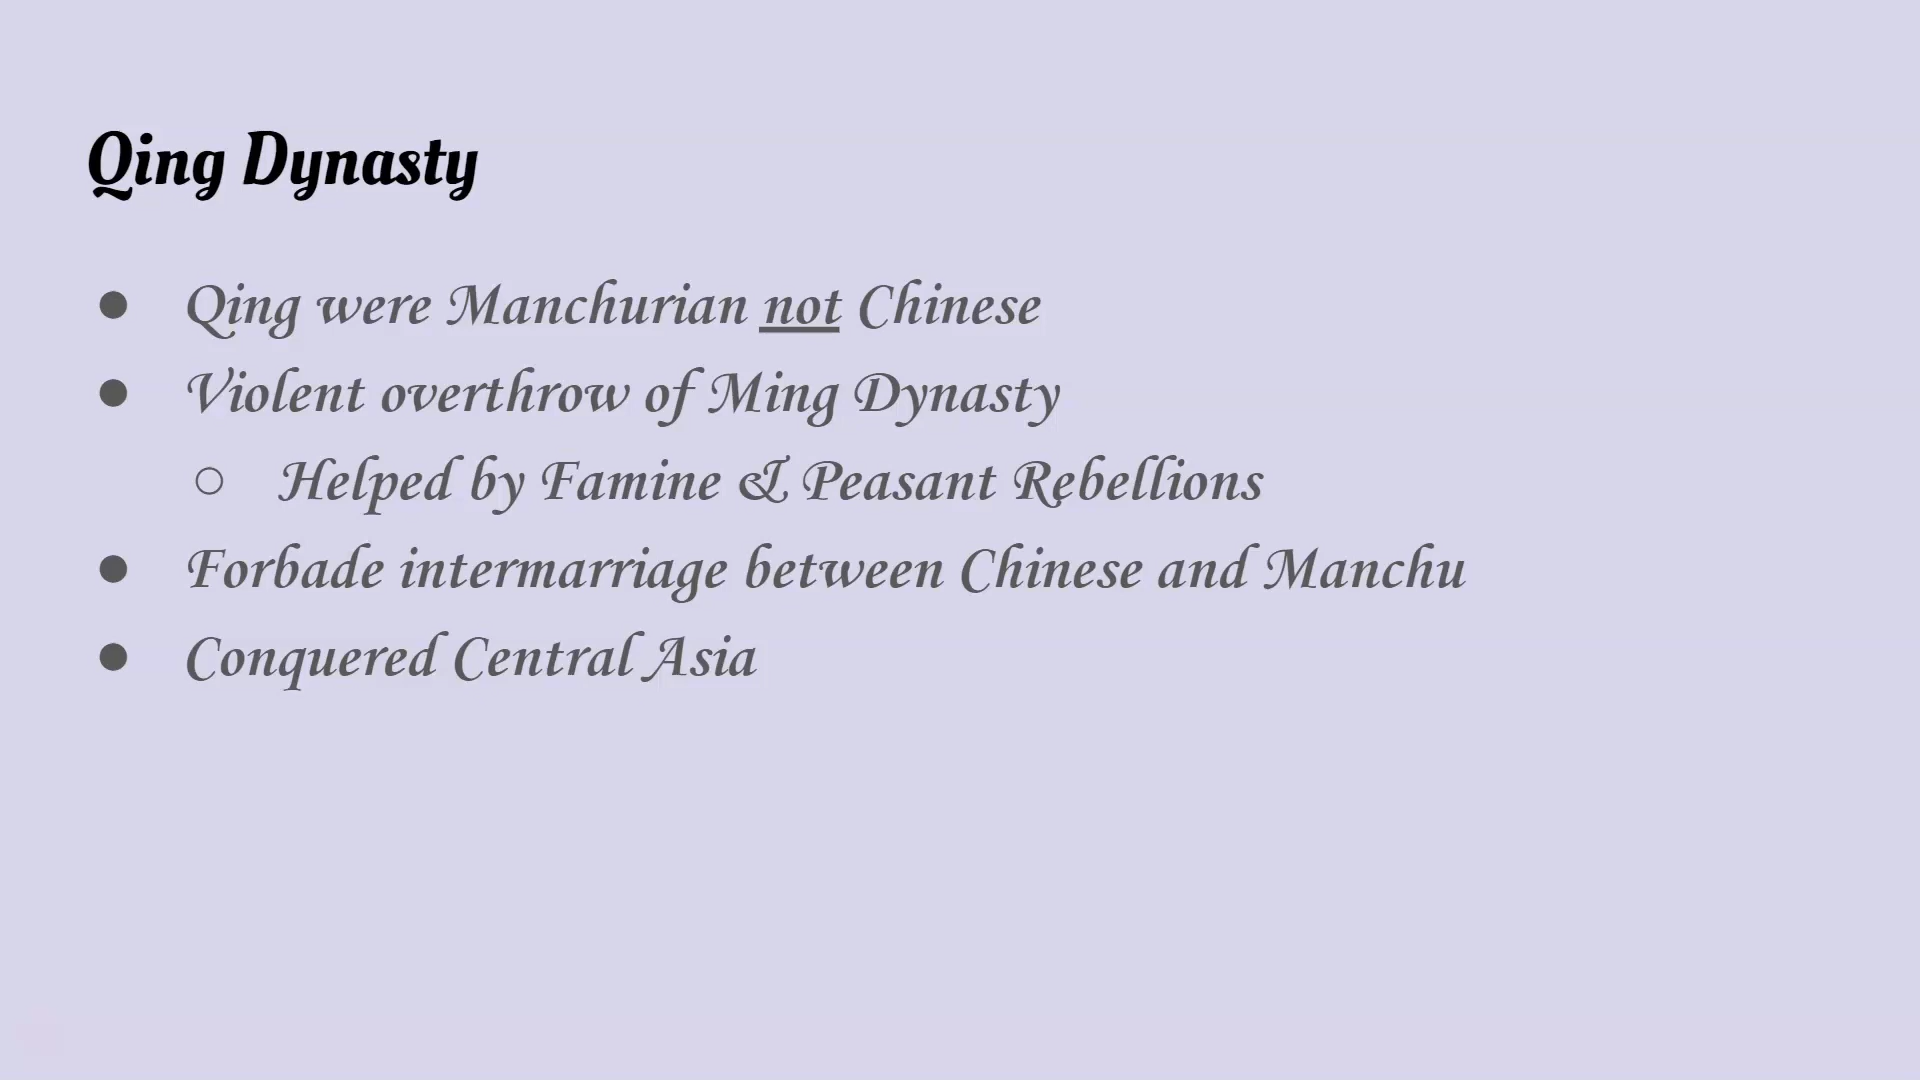 Qing Dynasty
● Qing were Manchurian not Chinese
● Violent overthrow of Ming Dynasty
○ Helped by Famine & Peasant Rebellions
● Forbade intermarriage between Chinese and Manchu
● Conquered Central Asia